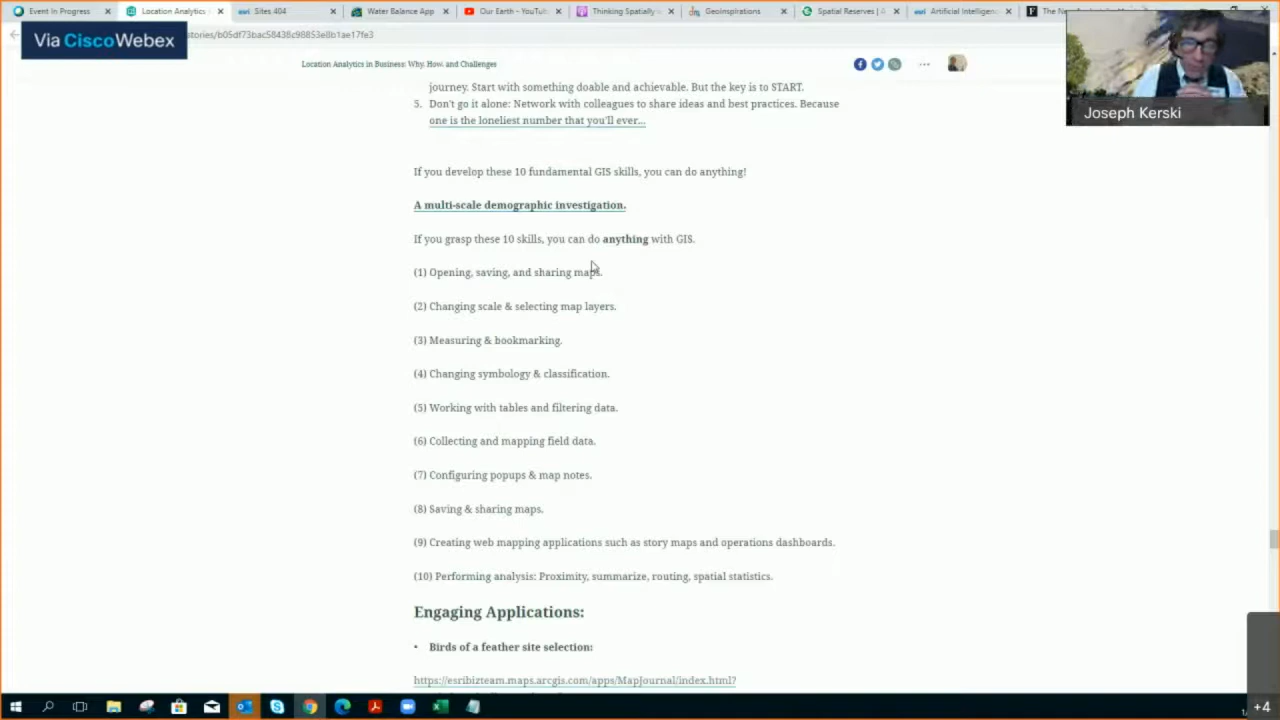 Event In Progress
Location Analytics
Sites 404
Water Balance App
Our Earth - YouTu
Thinking Spatially
GeoInspirations
Spatial Reserves | A
Artificial Intelligenc
Via Cisco Webex
tories/b05df73bac58438c98853e8b1ae17fe3
Location Analytics in Business: Why, How, and Challenges
Joseph Kerski
journey. Start with something doable and achievable. But the key is to START.
5. Don't go it alone: Network with colleagues to share ideas and best practices. Because
one is the loneliest number that you'll ever...
If you develop these 10 fundamental GIS skills, you can do anything!
A multi-scale demographic investigation.
If you grasp these 10 skills, you can do anything with GIS.
(1) Opening, saving, and sharing maps.
(2) Changing scale & selecting map layers.
(3) Measuring & bookmarking.
(4) Changing symbology & classification.
(5) Working with tables and filtering data.
(6) Collecting and mapping field data.
(7) Configuring popups & map notes.
(8) Saving & sharing maps.
(9) Creating web mapping applications such as story maps and operations dashboards.
(10) Performing analysis: Proximity, summarize, routing, spatial statistics.
Engaging Applications:
• Birds of a feather site selection:
https://esribizteam.maps.arcgis.com/apps/MapJournal/index.html?
+4